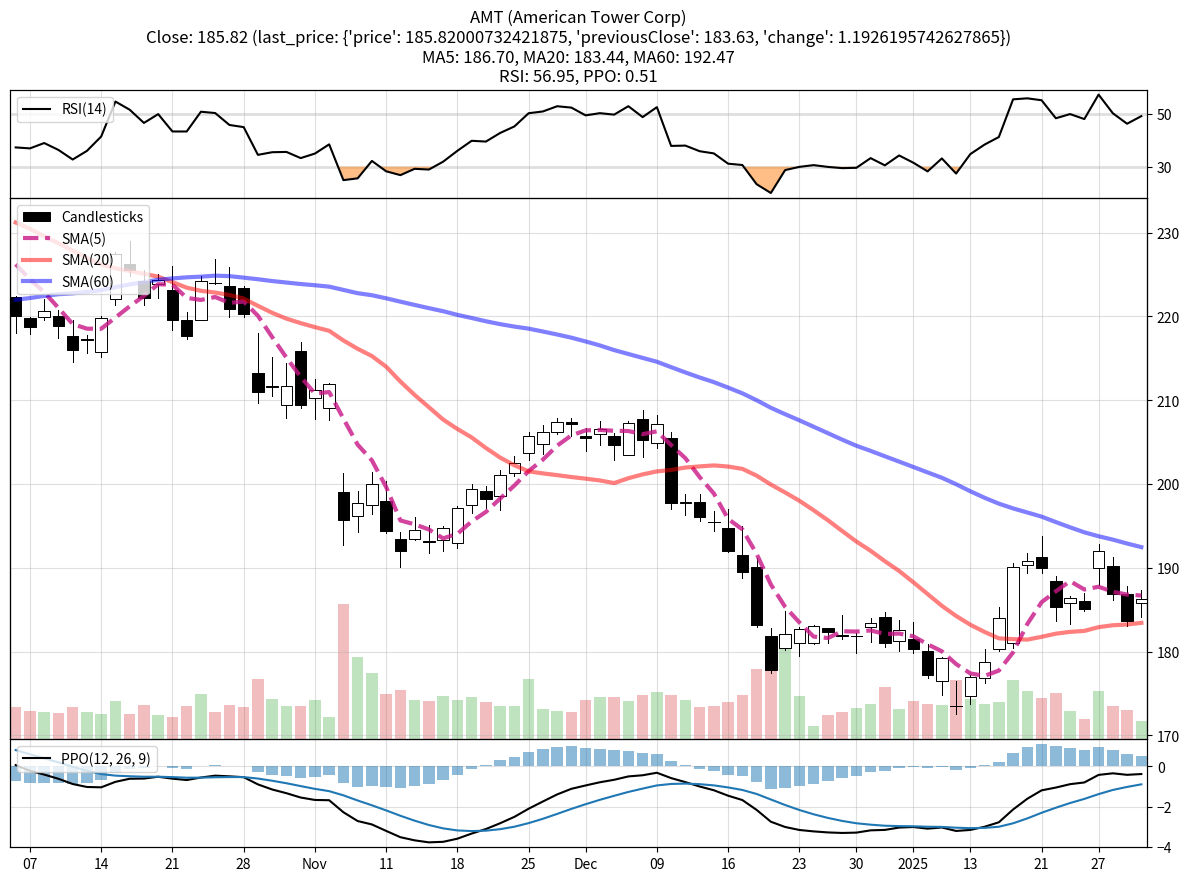 AMT (American Tower Corp)
Close: 185.82 (last_price: {'price': 185.82000732421875, 'previousClose': 183.63, 'change': 1.1926195742627865})
MA5: 186.70, MA20: 183.44, MA60: 192.47
RSI: 56.95, PPO: 0.51
RSI(14)
50
30
Candlesticks
SMA(5)
SMA(20)
SMA(60)
230
220
210
200
190
180
170
PPO(12, 26, 9)
0
−2
−4
07 14 21 28 Nov 11 18 25 Dec 09 16 23 30 2025 13 21 27